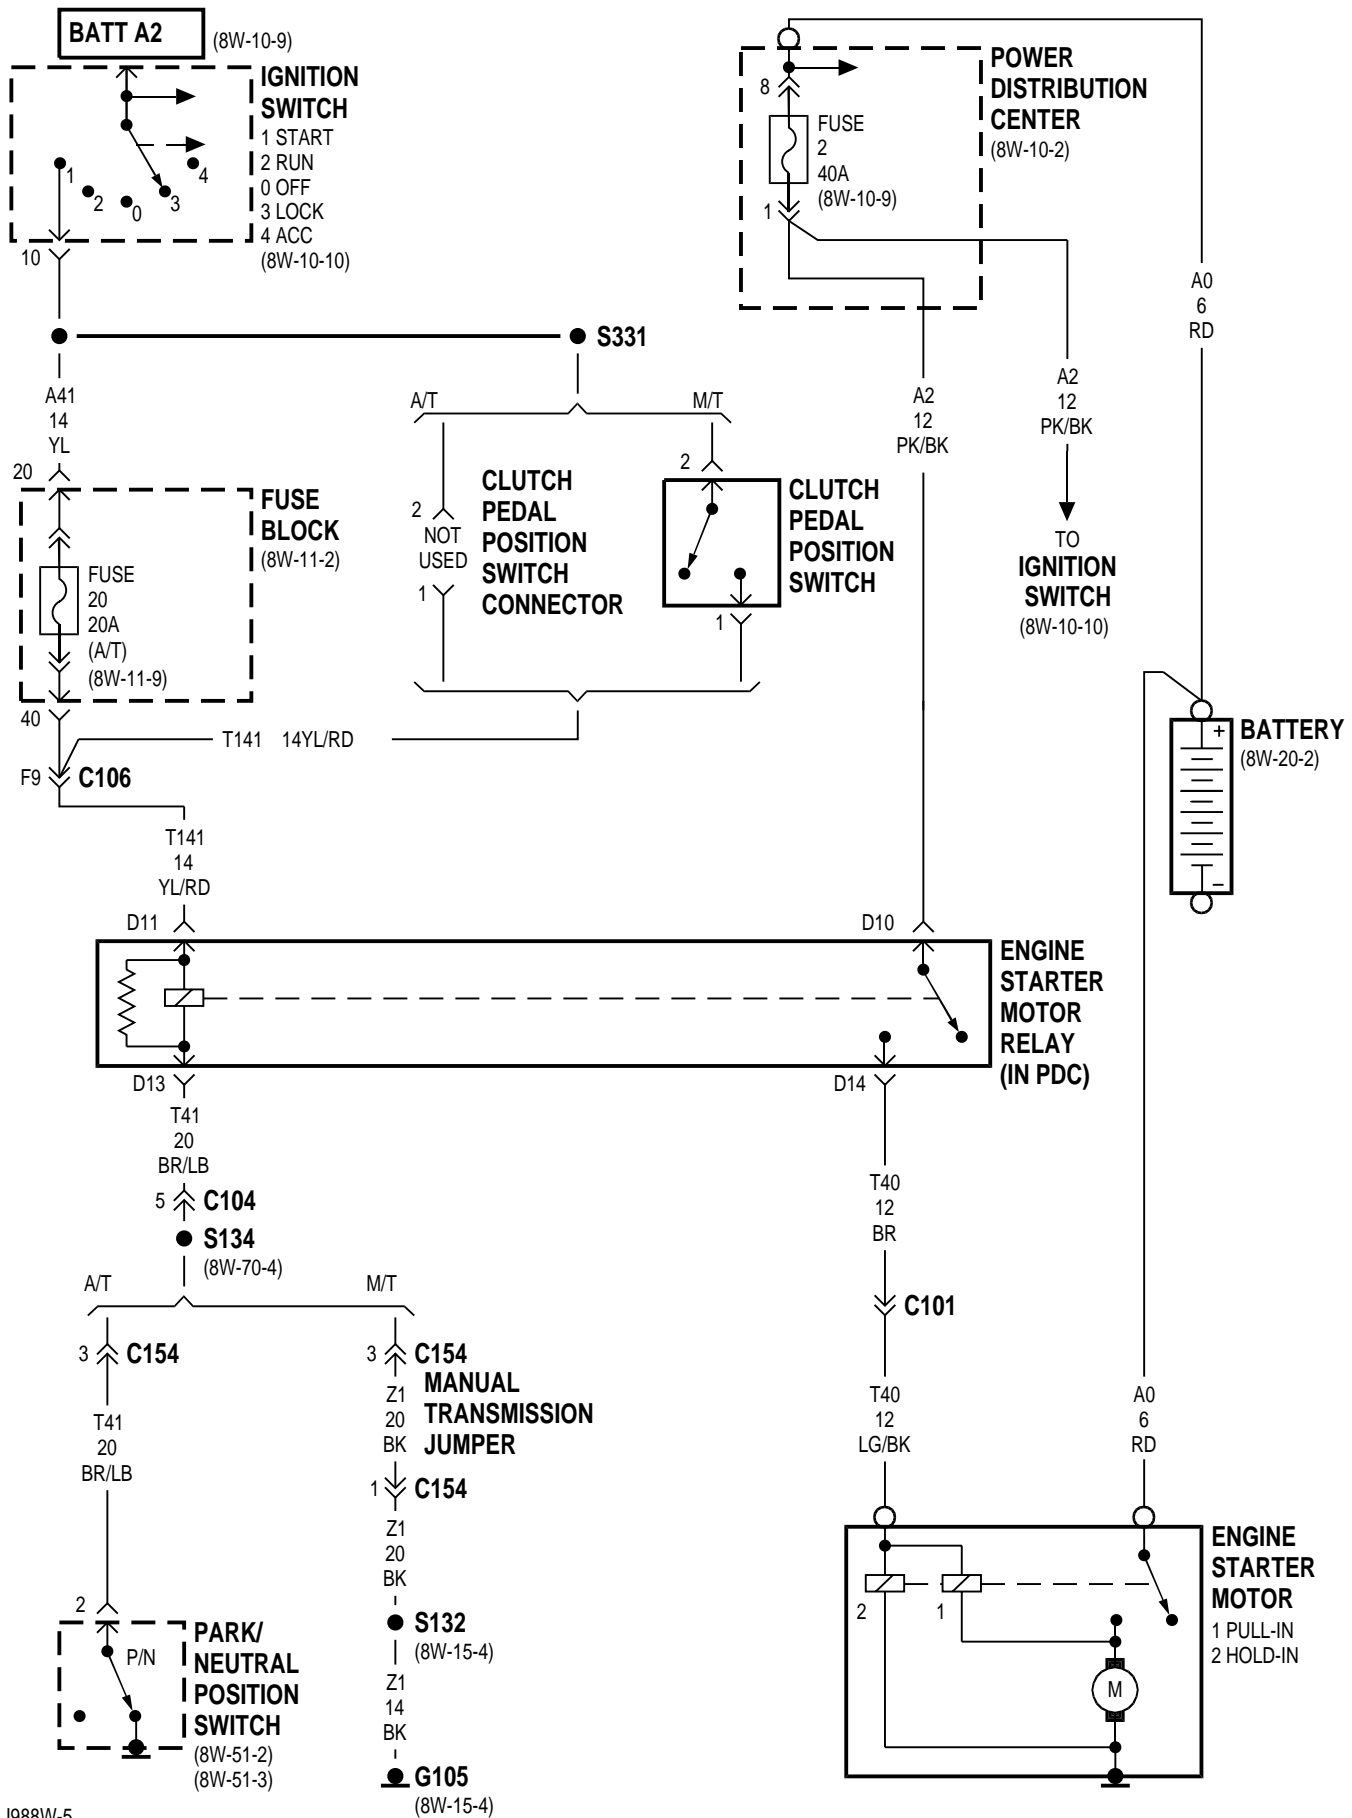 BATT A2
(8W-10-9)
IGNITION
SWITCH
1 START
2 RUN
0 OFF
3 LOCK
4 ACC
(8W-10-10)
1
2
0
3
4
10
8
FUSE
2
40A
(8W-10-9)
1
POWER
DISTRIBUTION
CENTER
(8W-10-2)
A0
6
RD
S331
A41
14
YL
20
A/T
M/T
A2
12
PK/BK
A2
12
PK/BK
TO
IGNITION
SWITCH
(8W-10-10)
FUSE
BLOCK
(8W-11-2)
FUSE
20
20A
(A/T)
(8W-11-9)
40
2
NOT
USED
1
CLUTCH
PEDAL
POSITION
SWITCH
CONNECTOR
2
1
CLUTCH
PEDAL
POSITION
SWITCH
T141 14YL/RD
F9
C106
+
−
BATTERY
(8W-20-2)
T141
14
YL/RD
D11
D10
ENGINE
STARTER
MOTOR
RELAY
(IN PDC)
D13
D14
T41
20
BR/LB
5
C104
S134
(8W-70-4)
A/T
M/T
T40
12
BR
C101
3
C154
3
C154
MANUAL
TRANSMISSION
JUMPER
Z1
20
BK
T41
20
BR/LB
T40
12
LG/BK
A0
6
RD
1
C154
Z1
20
BK
S132
(8W-15-4)
Z1
14
BK
G105
(8W-15-4)
2
P/N
PARK/
NEUTRAL
POSITION
SWITCH
(8W-51-2)
(8W-51-3)
2
1
M
ENGINE
STARTER
MOTOR
1 PULL-IN
2 HOLD-IN
J988W-5